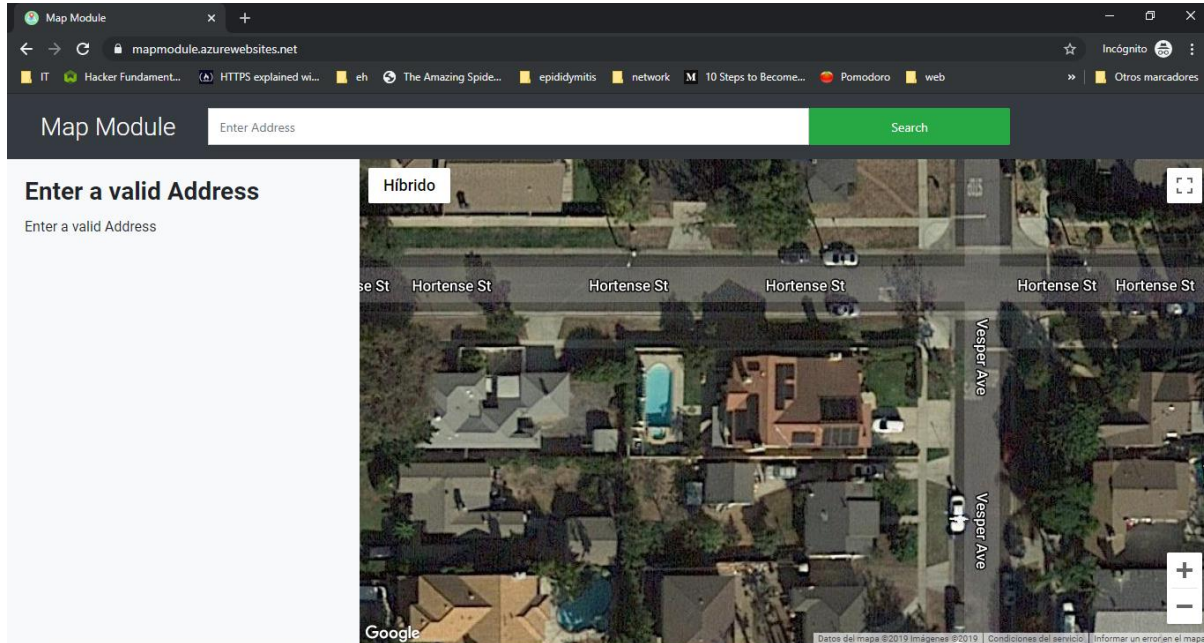 Map Module
mapmodule.azurewebsites.net
Incógnito
IT Hacker Fundament... HTTPS explained wi... eh The Amazing Spide... epididymitis network 10 Steps to Become... Pomodoro web » Otros marcadores
Map Module Enter Address Search
Enter a valid Address
Enter a valid Address
Híbrido
se St Hortense St Hortense St Hortense St Hortense St Hortense St
Vesper Ave
Vesper Ave
Google
Datos del mapa ©2019 Imágenes ©2019 Condiciones del servicio Informar un error en el map